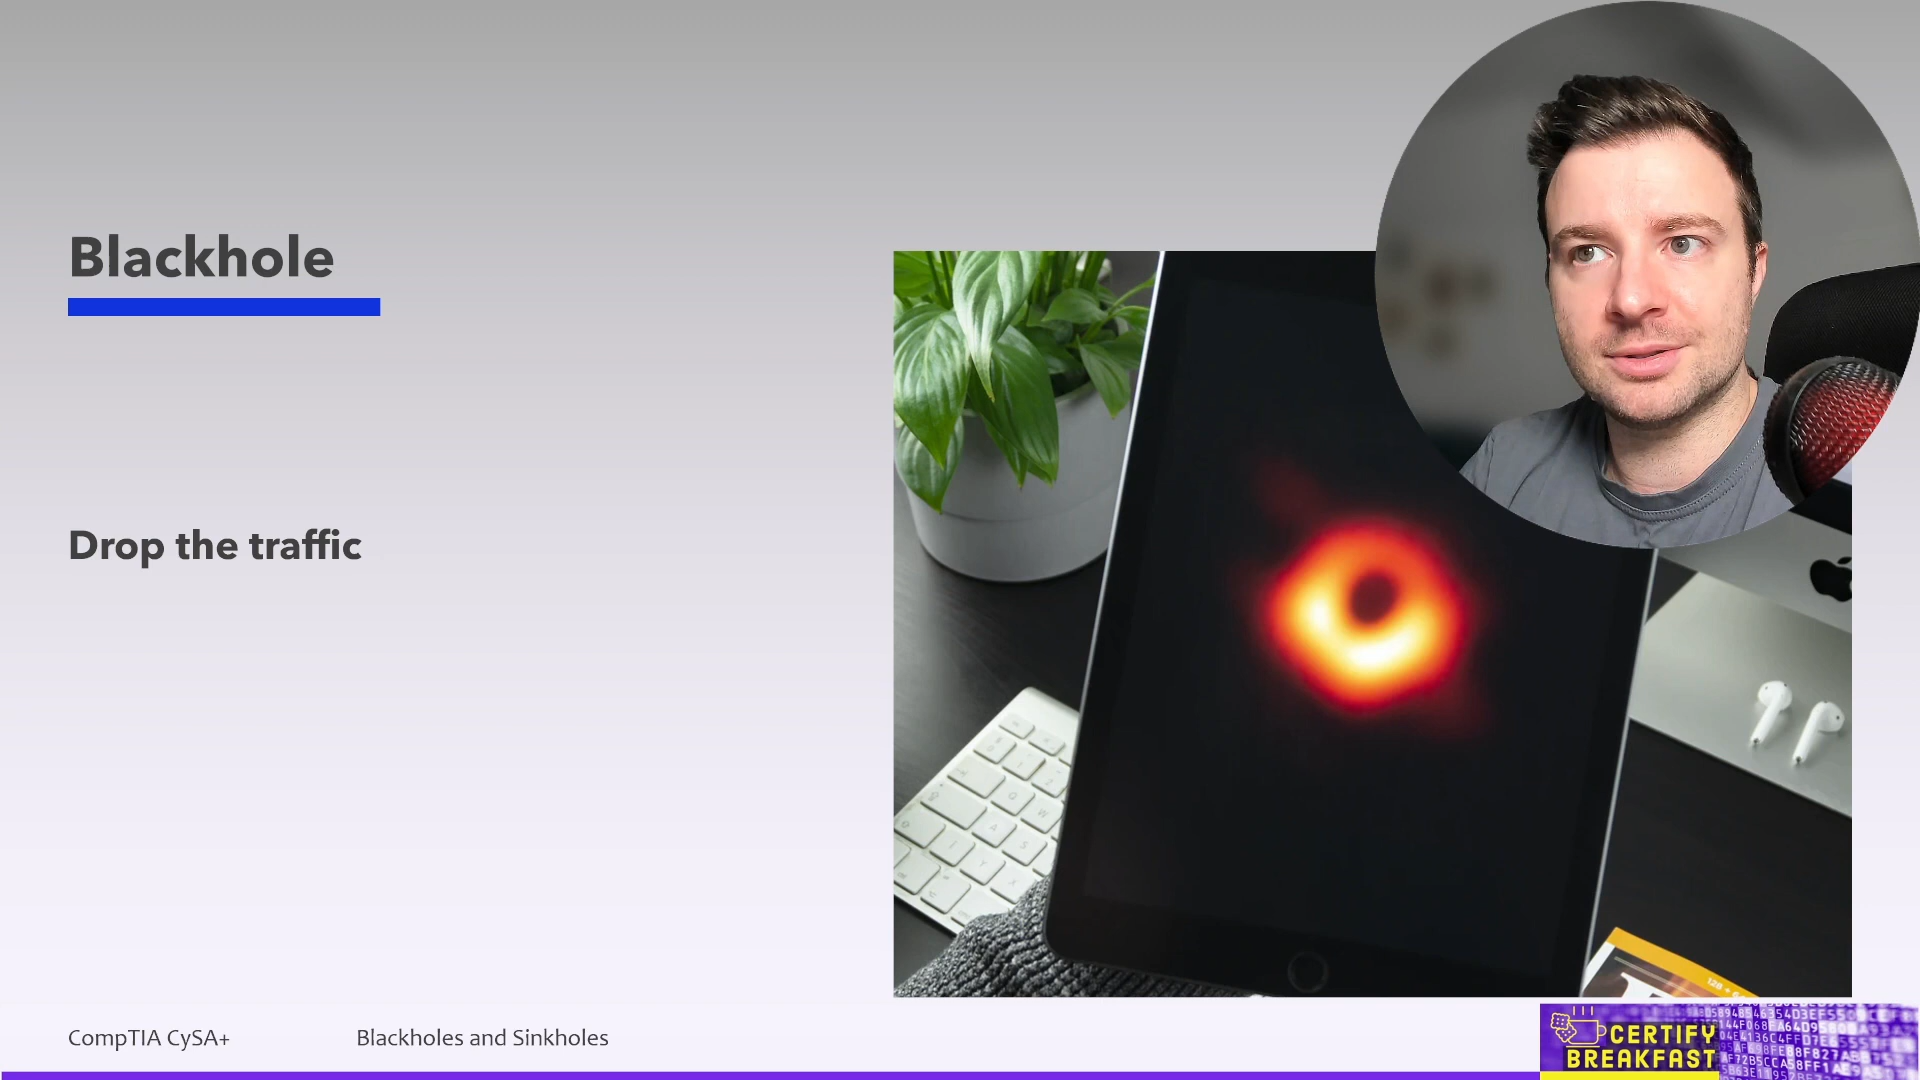 Blackhole
Drop the traffic
CompTIA CySA+
Blackholes and Sinkholes
CERTIFY
BREAKFAST